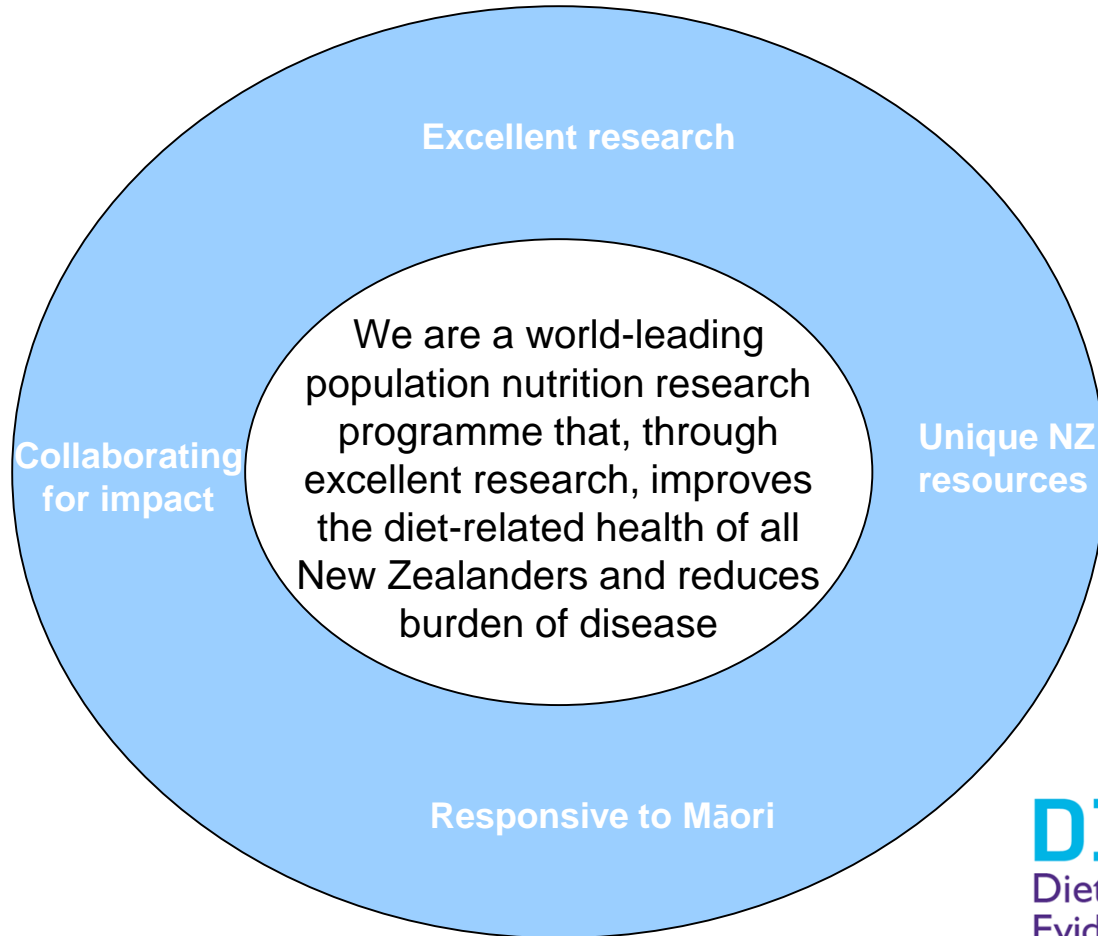 Excellent research
We are a world-leading
population nutrition research
programme that, through
excellent research, improves
the diet-related health of all
New Zealanders and reduces
burden of disease
Collaborating
for impact
Unique NZ
resources
Responsive to Māori